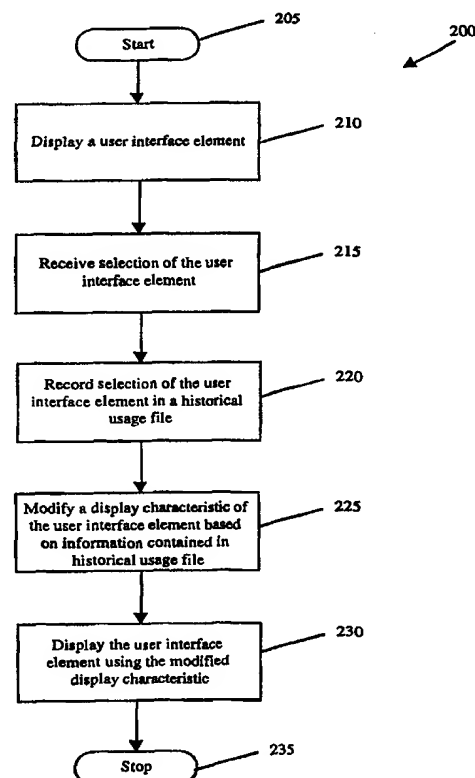 205
Start
200
210
Display a user interface element
215
Receive selection of the user
interface element
220
Record selection of the user
interface element in a historical
usage file
225
Modify a display characteristic of
the user interface element based
on information contained in
historical usage file
230
Display the user interface
element using the modified
display characteristic
235
Stop